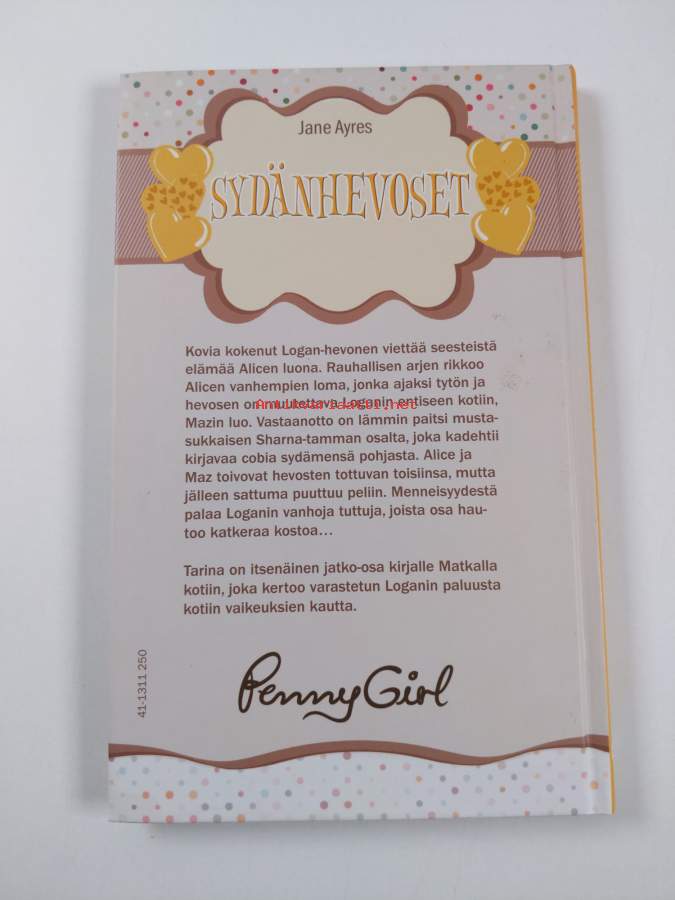 Jane Ayres
SYDÄNHEVOSET
Kovia kokenut Logan-hevonen viettää seesteistä
elämää Alicen luona. Rauhallisen arjen rikkoo
Alicen vanhempien loma, jonka ajaksi tytön ja
hevosen on muutettava Loganin entiseen kotiin,
Antikvariaatti.net
Mazin luo. Vastaanotto on lämmin paitsi musta-
sukkaisen Sharna-tamman osalta, joka kadehtii
kirjavaa cobia sydämensä pohjasta. Alice ja
Maz toivovat hevosten tottuvan toisiinsa, mutta
jälleen sattuma puuttuu peliin. Menneisyydestä
palaa Loganin vanhoja tuttuja, joista osa hau-
too katkeraa kostoa...
Tarina on itsenäinen jatko-osa kirjalle Matkalla
kotiin, joka kertoo varastetun Loganin paluusta
kotiin vaikeuksien kautta.
PennyGirl
41-1311 250